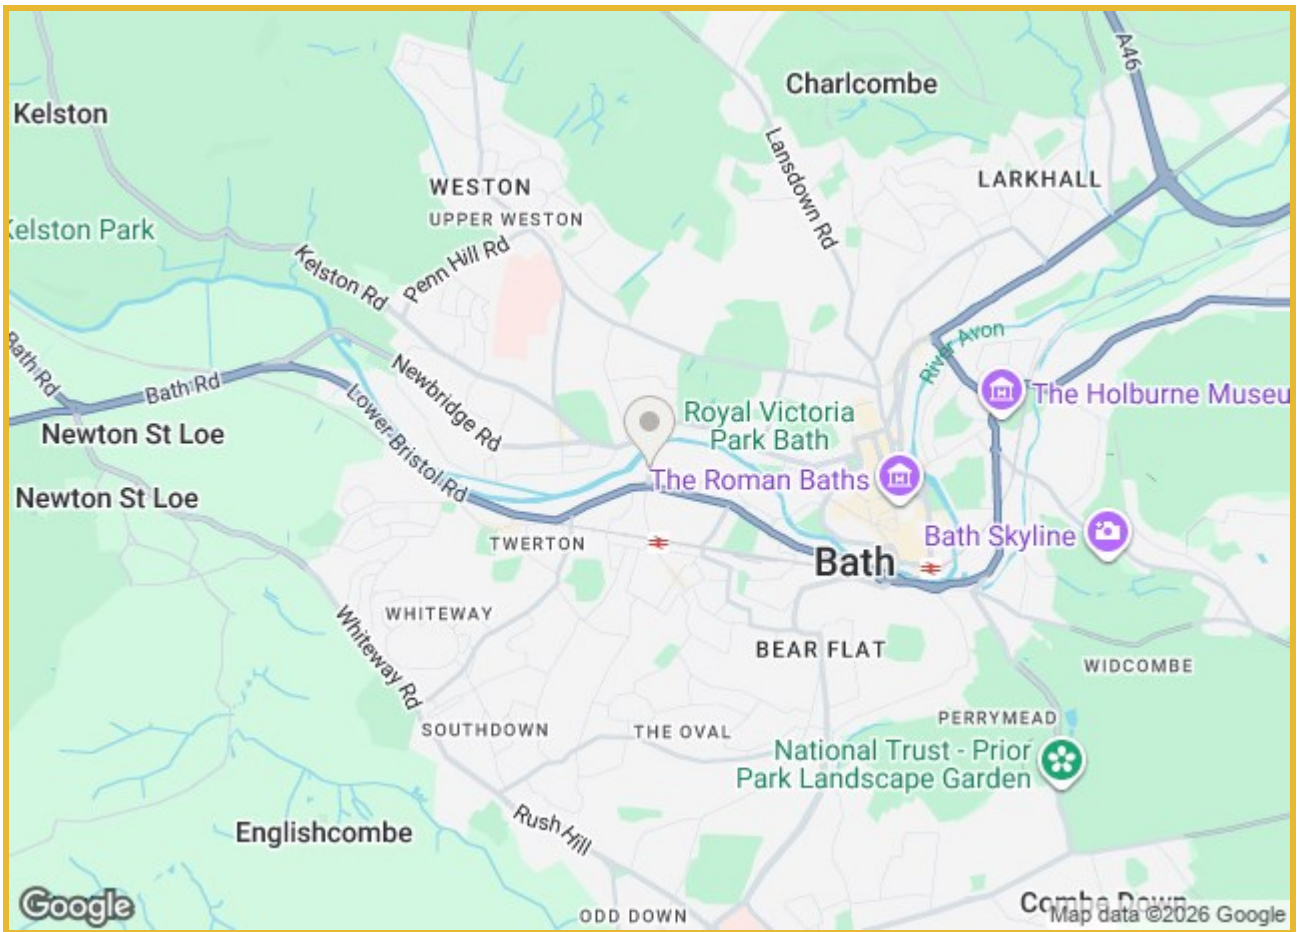 A46
Charlcombe
Kelston
Lansdown Rd
LARKHALL
WESTON
UPPER WESTON
Kelston Park
Penn Hill Rd
Kelston Rd
River Avon
Bath Rd
Bath Rd
Newbridge Rd
Lower Bristol Rd
The Holburne Museu
Royal Victoria
Park Bath
Newton St Loe
The Roman Baths
Newton St Loe
Bath Skyline
TWERTON
Bath
WHITEWAY
Whiteway Rd
BEAR FLAT
WIDCOMBE
PERRYMEAD
SOUTHDOWN
THE OVAL
National Trust - Prior
Park Landscape Garden
Rush Hill
Englishcombe
Combe Down
Google
ODD DOWN
Map data ©2026 Google